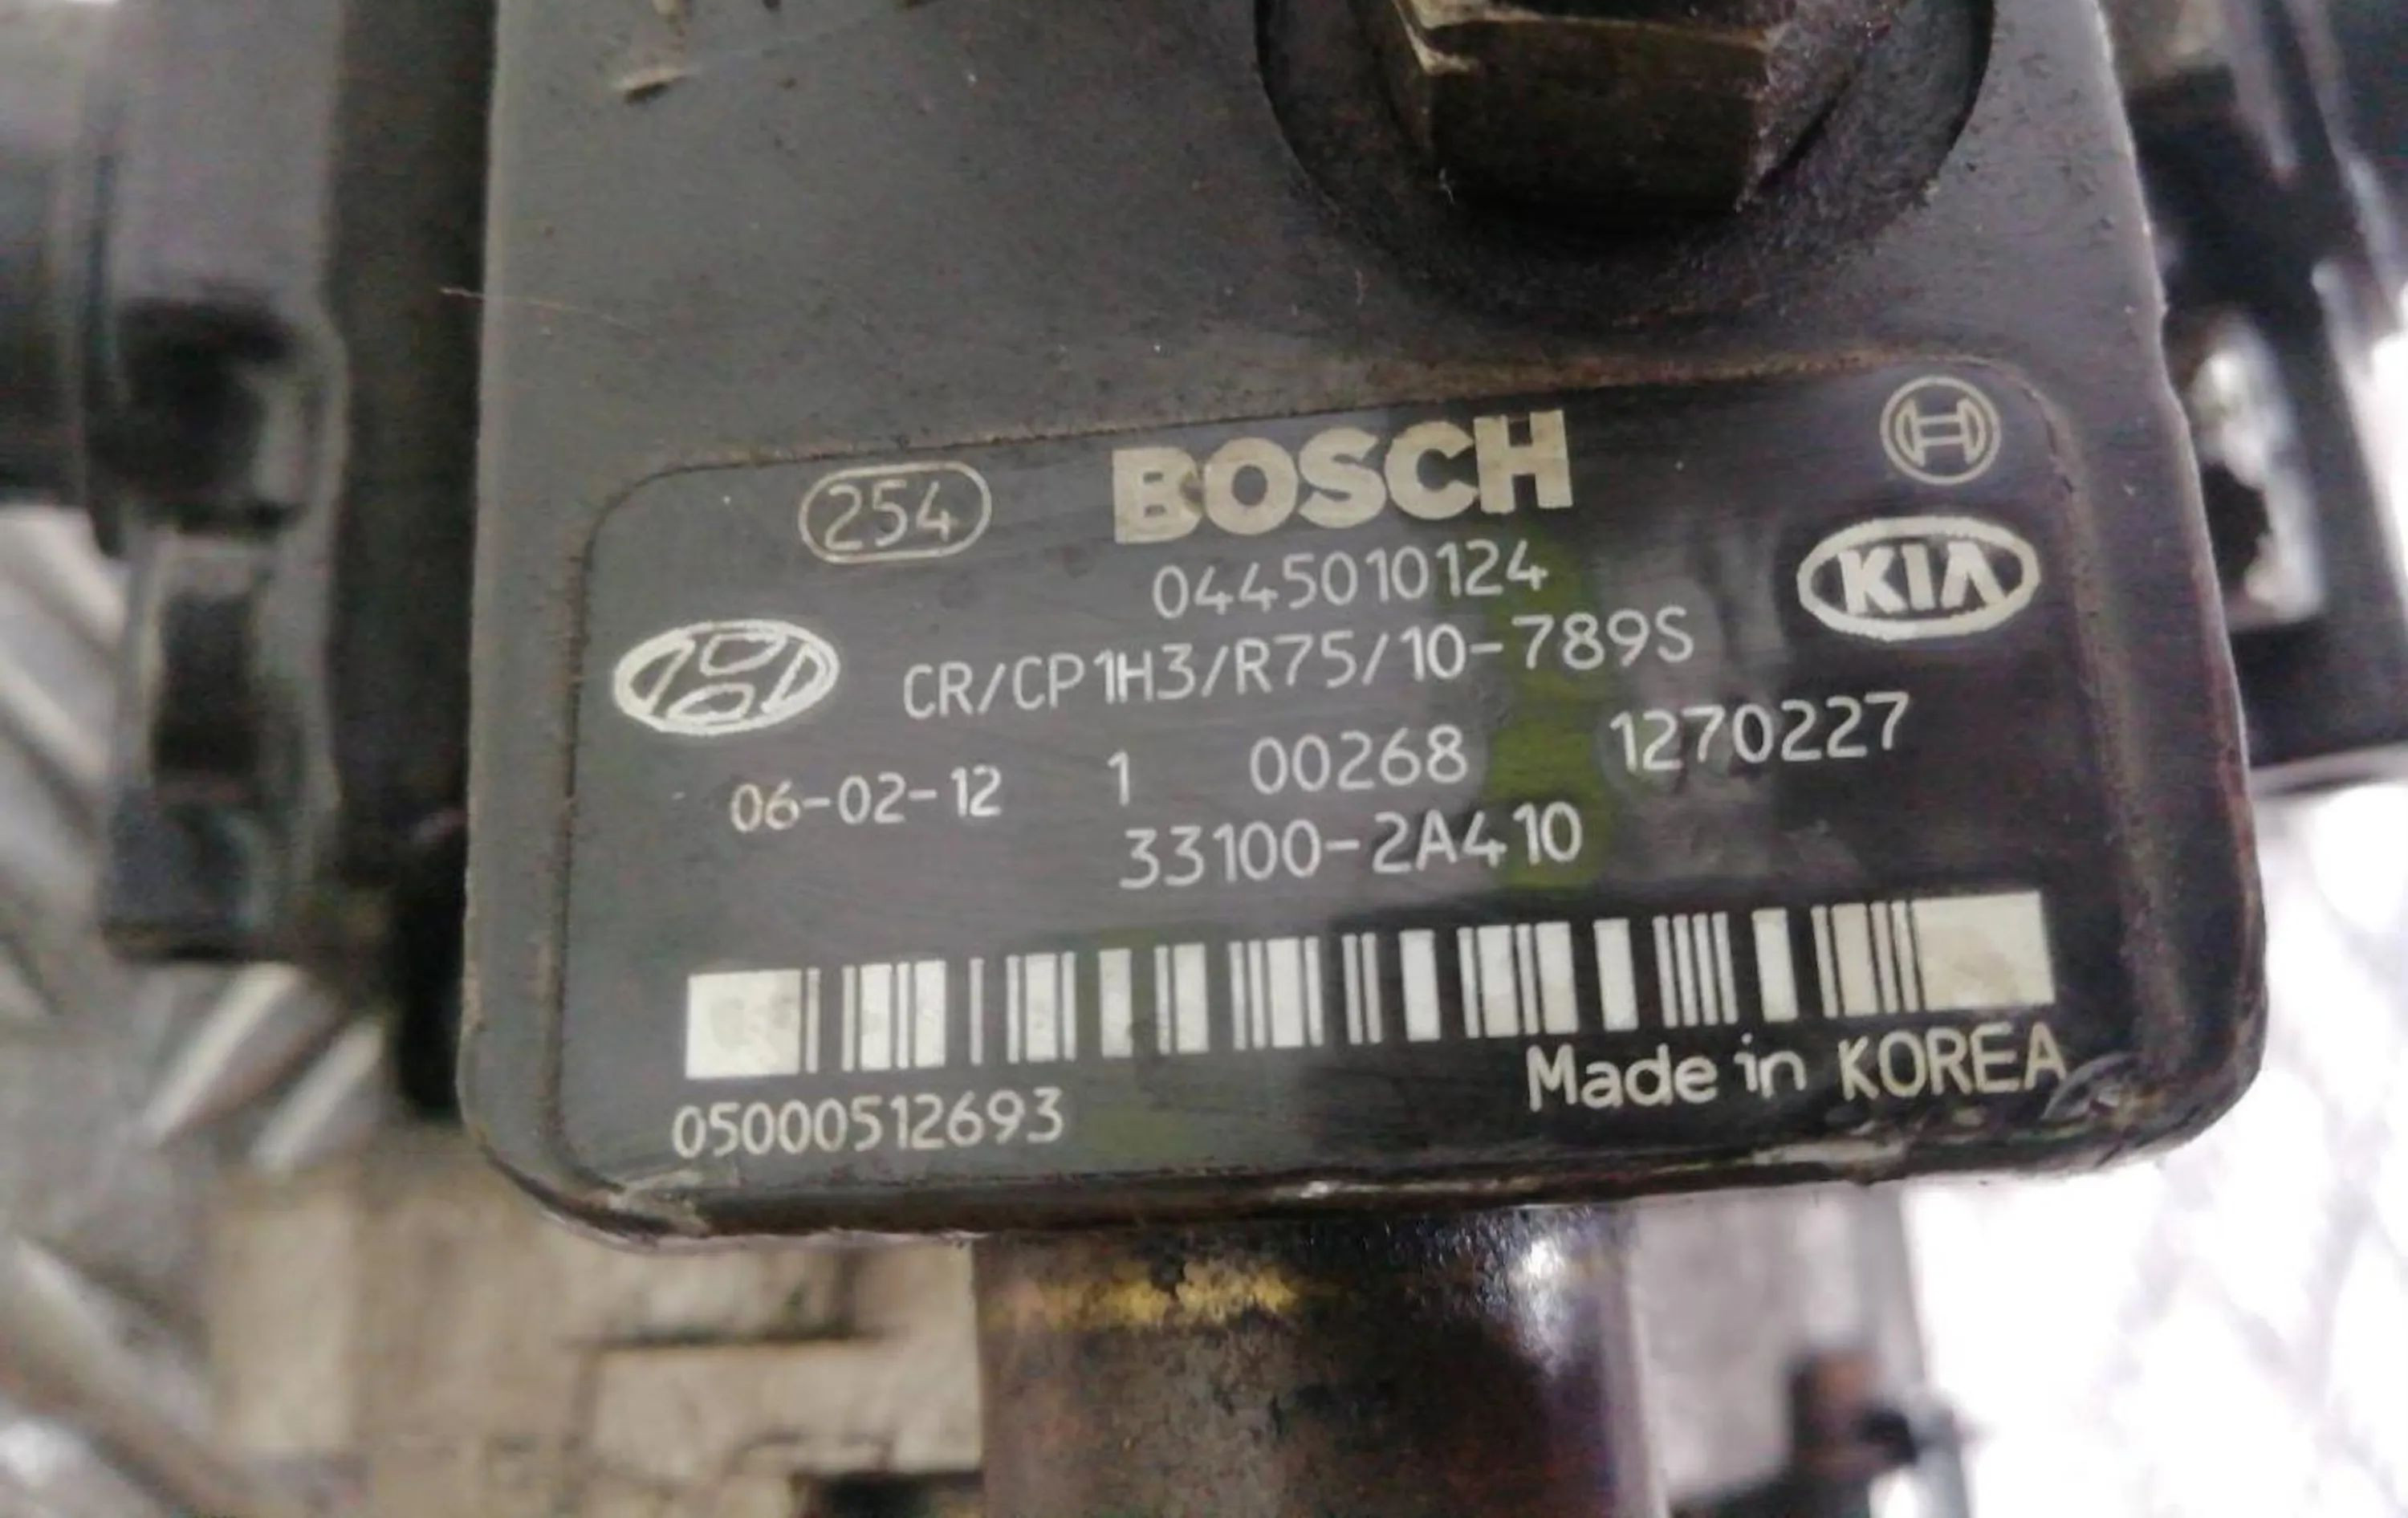 254 BOSCH
0445010124
KIA
CR/CP1H3/R75/10-789S
06-02-12 1 00268 1270227
33100-2A410
05000512693
Made in KOREA